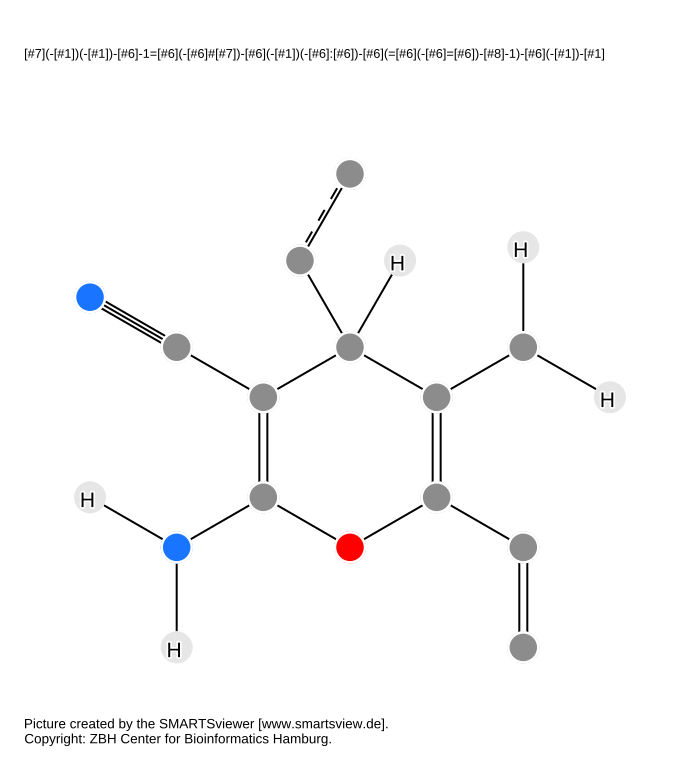 [#7](-[#1])(-[#1])-[#6]-1=[#6](-[#6]#[#7])-[#6](-[#1])(-[#6]:[#6])-[#6](=[#6](-[#6]=[#6])-[#8]-1)-[#6](-[#1])-[#1]
H
H
H
H
H
H
Picture created by the SMARTSviewer [www.smartsview.de].
Copyright: ZBH Center for Bioinformatics Hamburg.